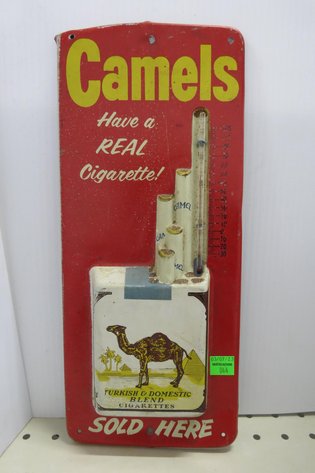 Camels
Have a
REAL
Cigarette!
TURKISH & DOMESTIC
BLEND
CIGARETTES
SOLD HERE